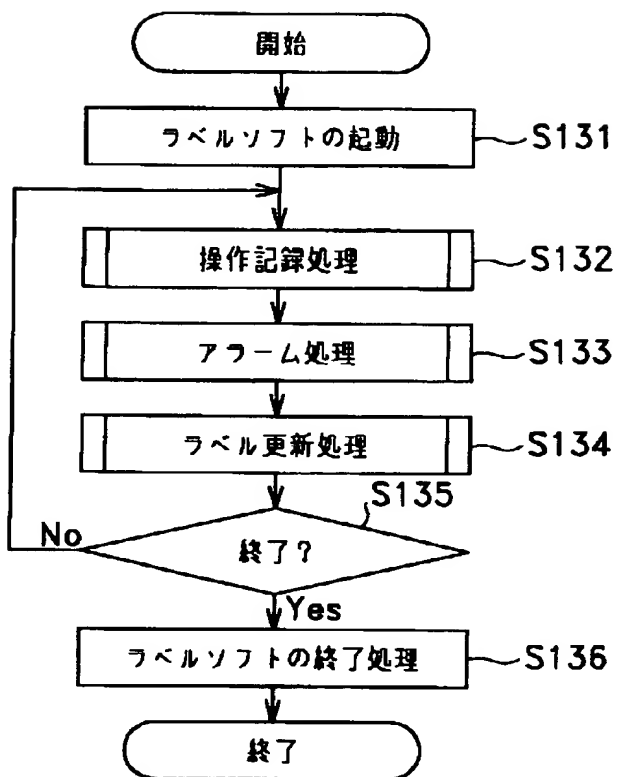 開始
ラベルソフトの起動 S131
操作記録処理 S132
アラーム処理 S133
ラベル更新処理 S134
S135
終了?
No
Yes
ラベルソフトの終了処理 S136
終了